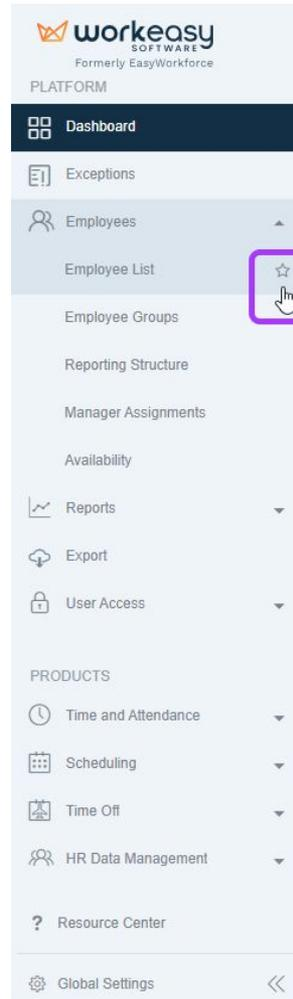 workeasy
SOFTWARE
Formerly EasyWorkforce
PLATFORM
Dashboard
Exceptions
Employees
Employee List
Employee Groups
Reporting Structure
Manager Assignments
Availability
Reports
Export
User Access
PRODUCTS
Time and Attendance
Scheduling
Time Off
HR Data Management
? Resource Center
Global Settings